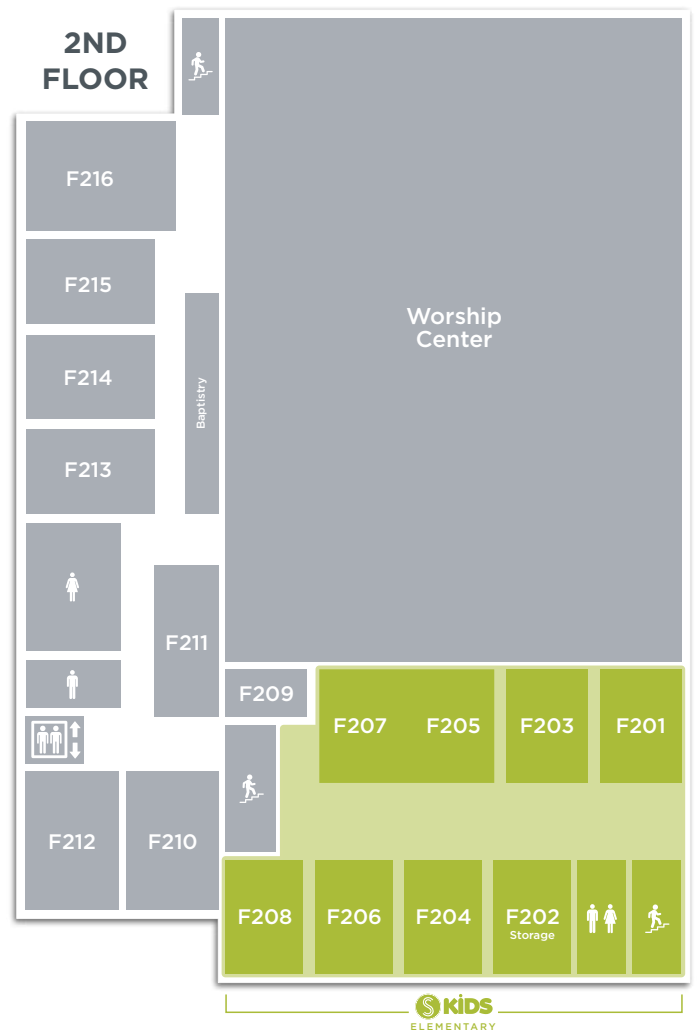 2ND
FLOOR
F216
F215
F214
F213
Baptistry
Worship
Center
F211
F209
F207
F205
F203
F201
F212
F210
F208
F206
F204
F202
Storage
S KiDS
ELEMENTARY